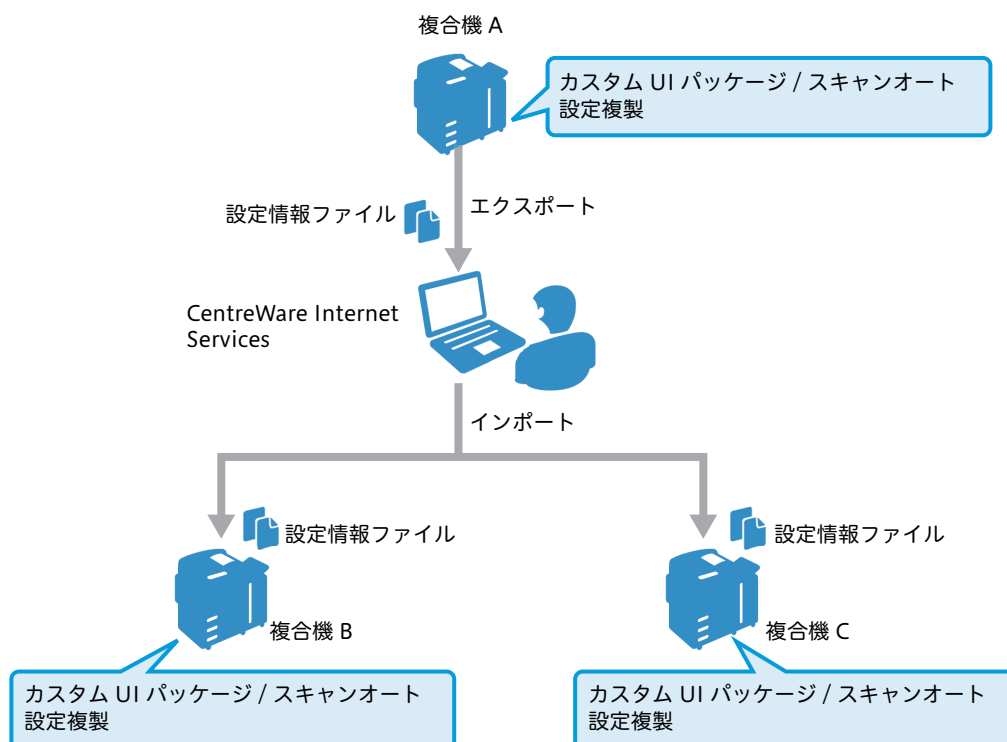 複合機 A
カスタム UI パッケージ / スキャンオート
設定複製
設定情報ファイル
エクスポート
CentreWare Internet
Services
インポート
設定情報ファイル
設定情報ファイル
複合機 B
複合機 C
カスタム UI パッケージ / スキャンオート
設定複製
カスタム UI パッケージ / スキャンオート
設定複製